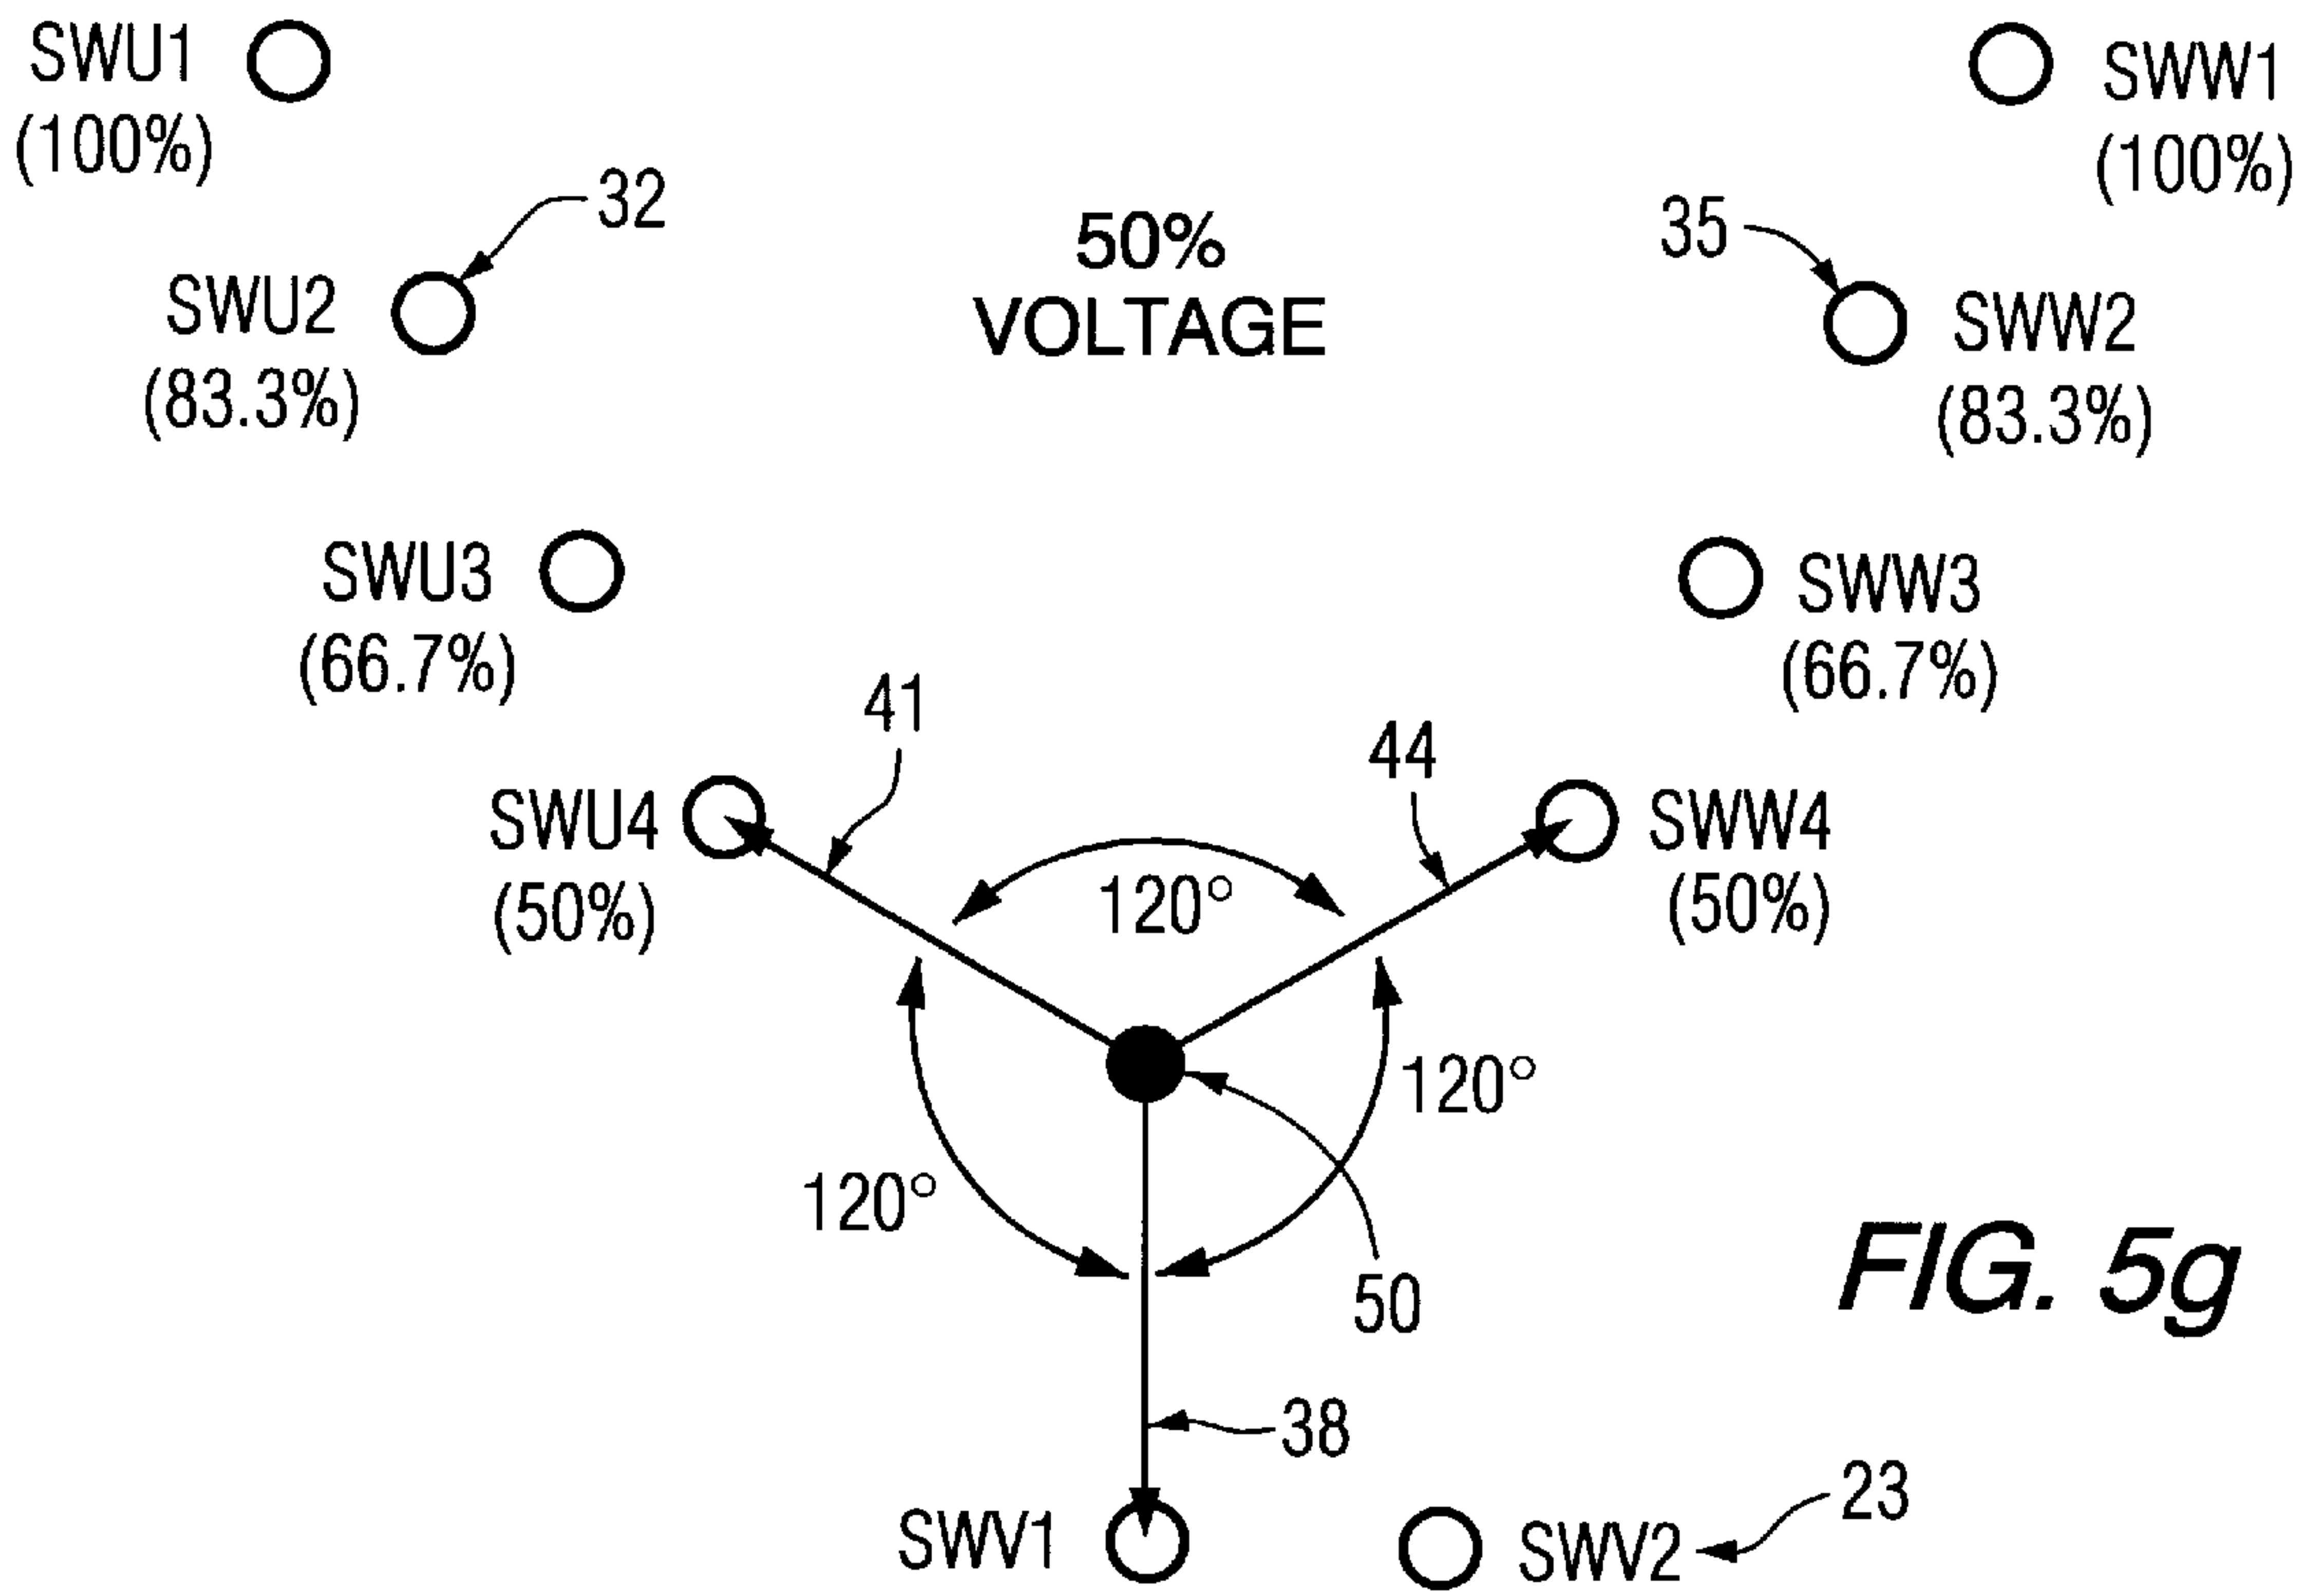 SWU1
(100%)
SWW1
(100%)
32
35
50%
VOLTAGE
SWU2
(83.3%)
SWW2
(83.3%)
SWU3
(66.7%)
SWW3
(66.7%)
41
44
SWU4
(50%)
SWW4
(50%)
120°
120°
120°
50
FIG. 5g
38
23
SWV1
SWV2